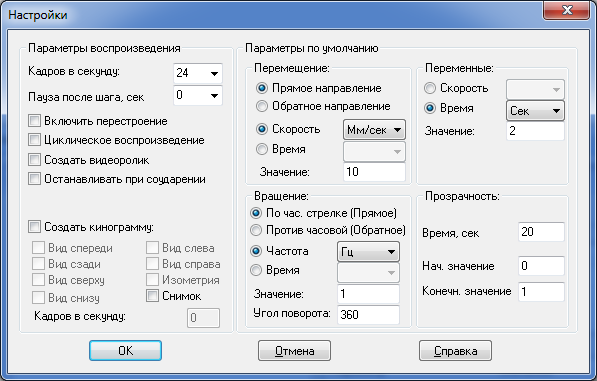 Настройки
Параметры воспроизведения
Кадров в секунду:
24
Пауза после шага, сек
0
Включить перестроение
Циклическое воспроизведение
Создать видеоролик
Останавливать при соударении
Создать кинограмму:
Вид спереди
Вид слева
Вид сзади
Вид справа
Вид сверху
Изометрия
Вид снизу
Снимок
Кадров в секунду:
0
Параметры по умолчанию
Перемещение:
Прямое направление
Обратное направление
Скорость
Мм/сек
Время
Значение:
10
Переменные:
Скорость
Время
Сек
Значение:
2
Вращение:
По час. стрелке (Прямое)
Против часовой (Обратное)
Частота
Гц
Время
Значение:
1
Угол поворота:
360
Прозрачность:
Время, сек
20
Нач. значение
0
Конечн. значение
1
OK
Отмена
Справка